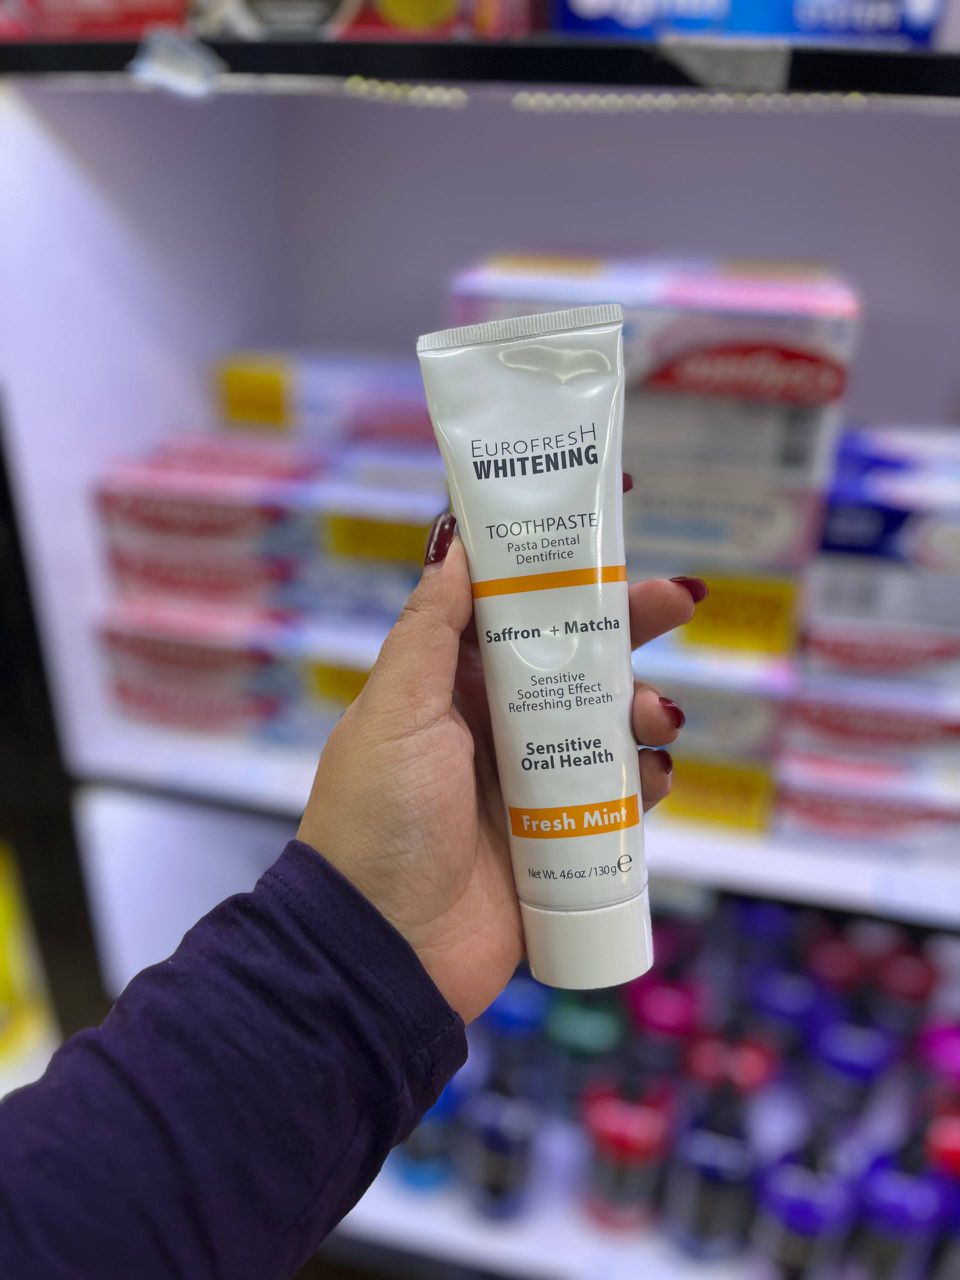 EUROFRESH
WHITENING
TOOTHPASTE
Pasta Dental
Dentifrice
Saffron + Matcha
Sensitive
Sooting Effect
Refreshing Breath
Sensitive
Oral Health
Fresh Mint
Net Wt. 4.6 oz /130g e
Colgate